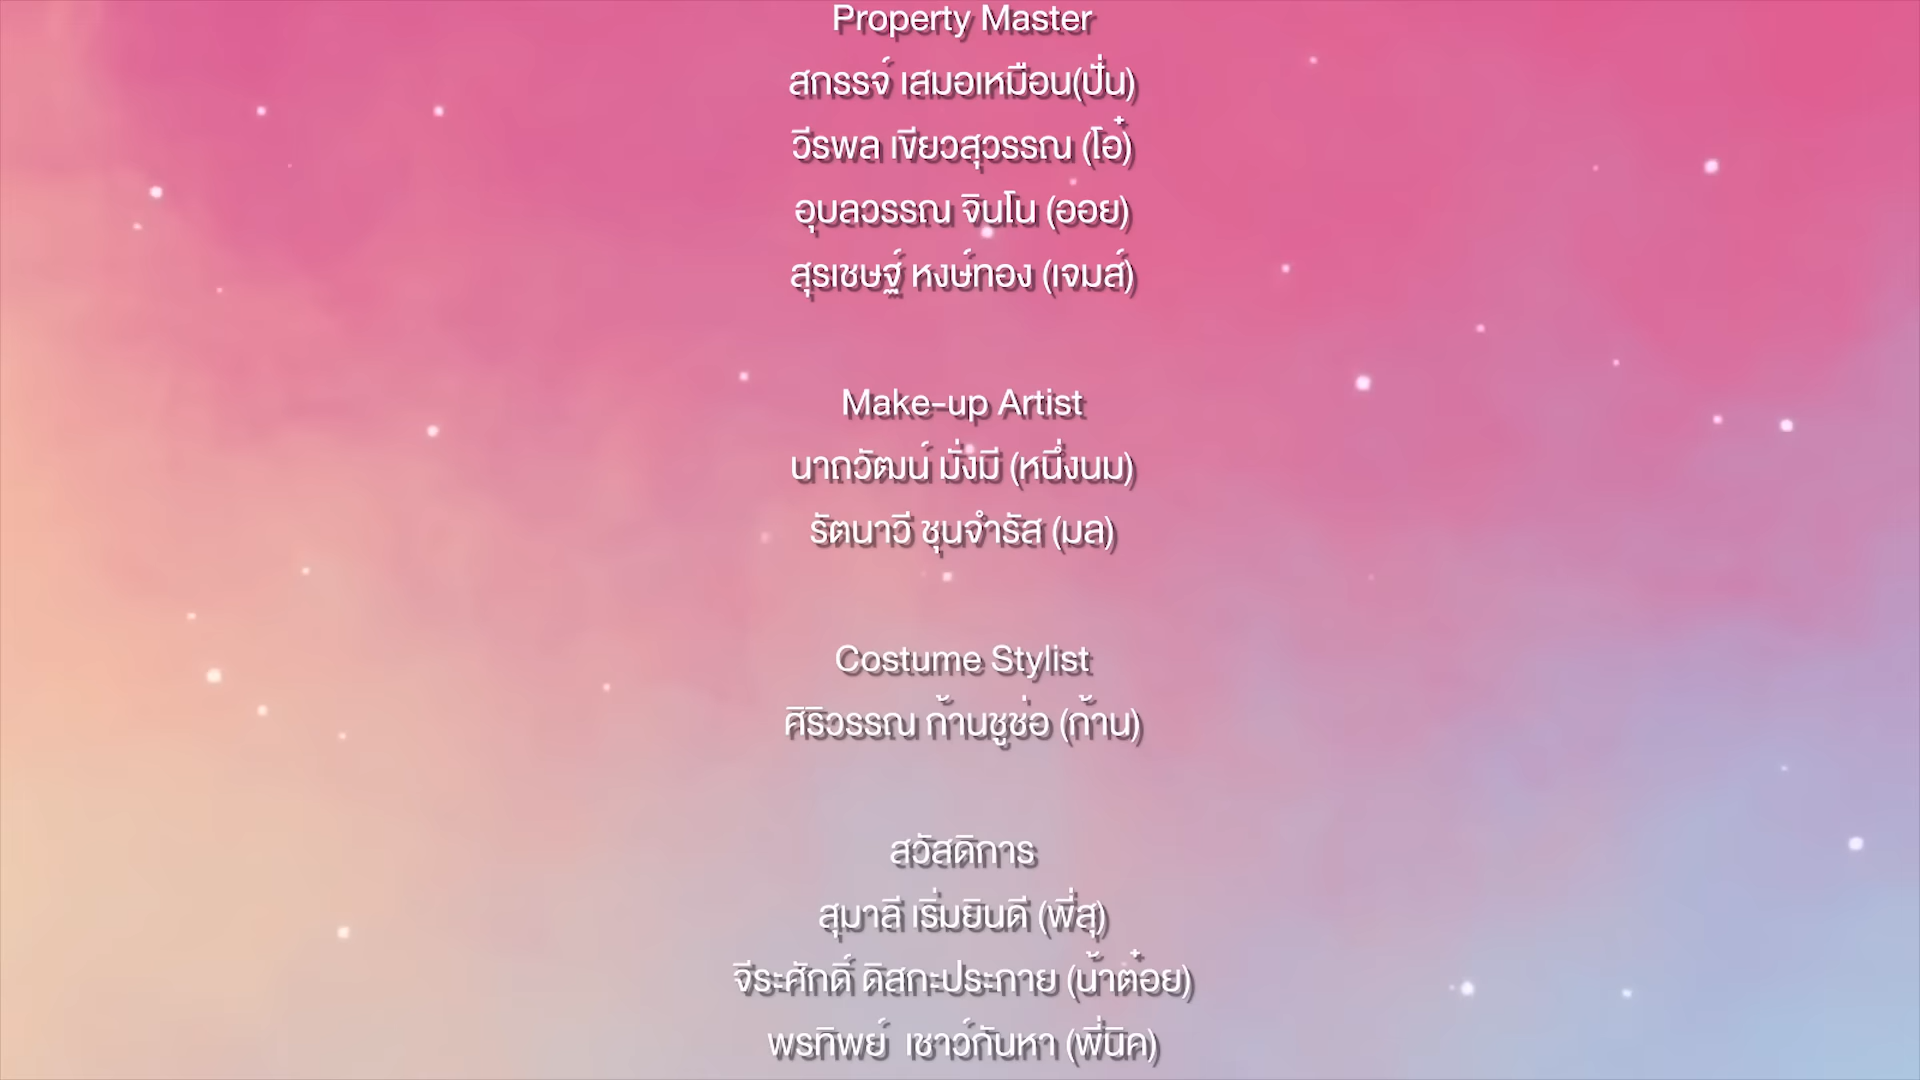 Property Master
สกรรจ์ เสมอเหมือน(ปั่น)
วีรพล เขียวสุวรรณ (โอ๋)
อุบลวรรณ จินโน (ออย)
สุรเชษฐ์ หงษ์ทอง (เจมส์)
Make-up Artist
นาถวัฒน์ มั่งมี (หนึ่งนม)
รัตนาวี ชุนจำรัส (มล)
Costume Stylist
ศิริวรรณ ก้านชูช่อ (ก้าน)
สวัสดิการ
สุมาลี เริ่มยินดี (พี่สุ)
จีระศักดิ์ ดิสกะประกาย (น้าต๋อย)
พรทิพย์ เชาว์กันหา (พี่นิค)